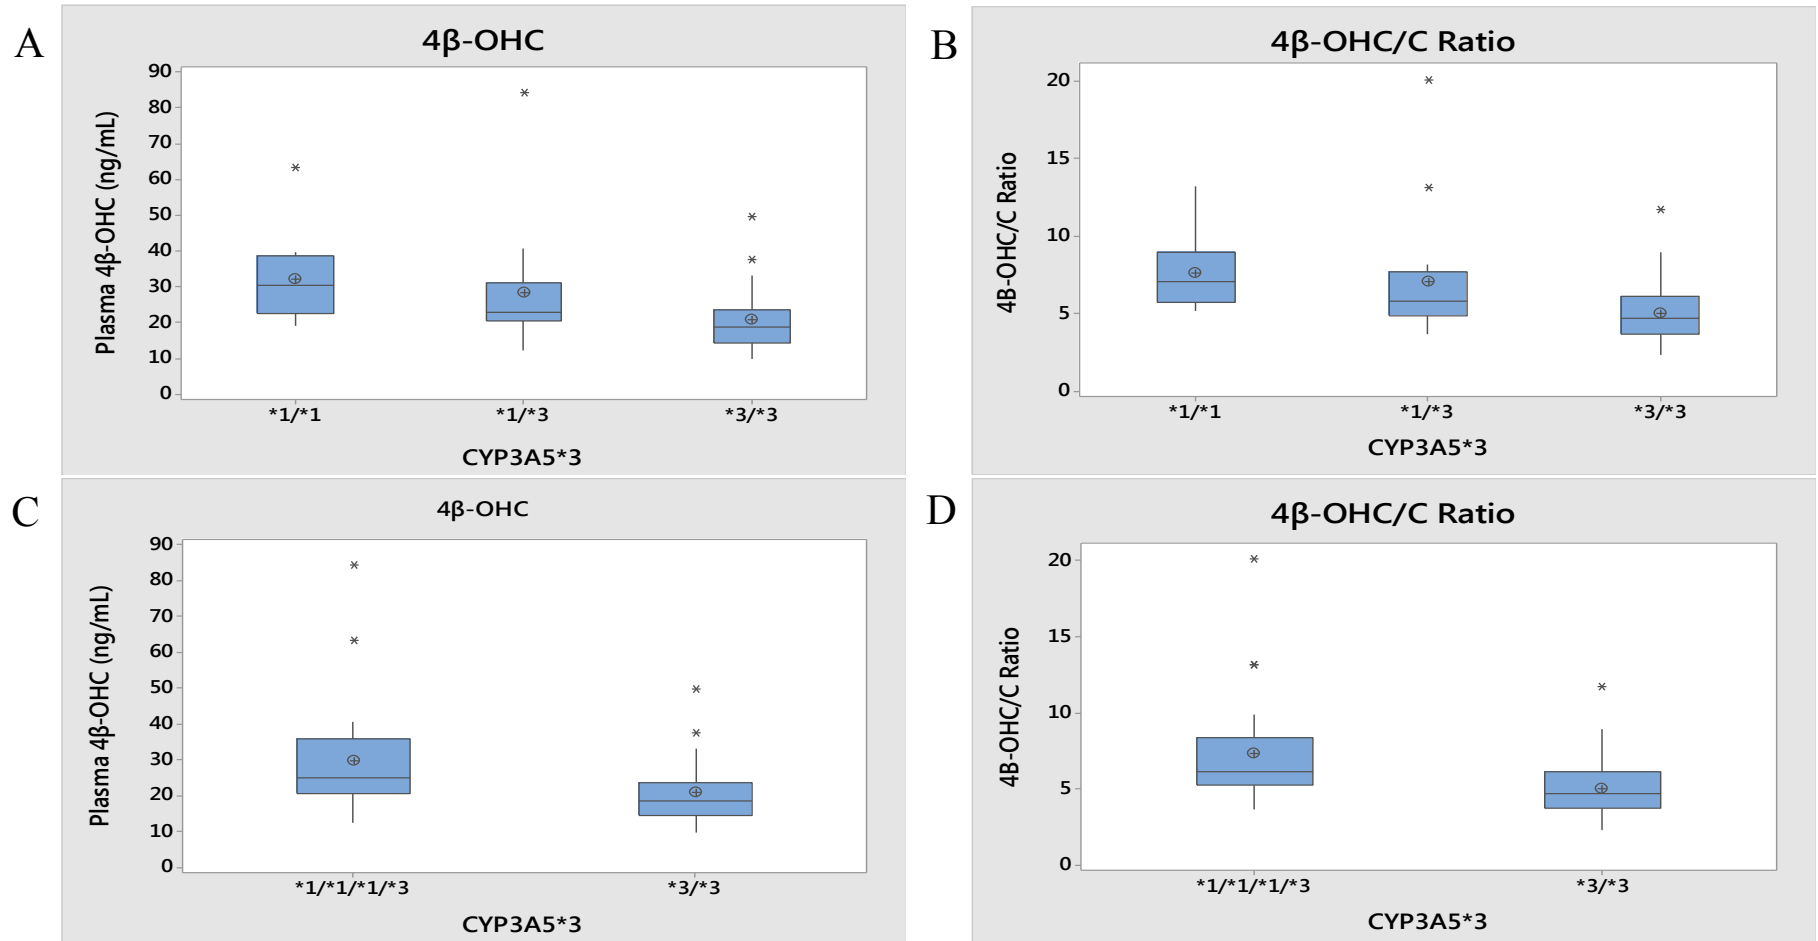 A
4β-OHC
Plasma 4β-OHC (ng/mL)
90
80
70
60
50
40
30
20
10
0
*1/*1 *1/*3 *3/*3
CYP3A5*3
B
4β-OHC/C Ratio
4B-OHC/C Ratio
20
15
10
5
0
*1/*1 *1/*3 *3/*3
CYP3A5*3
C
4β-OHC
Plasma 4β-OHC (ng/mL)
90
80
70
60
50
40
30
20
10
0
*1/*1/*1/*3 *3/*3
CYP3A5*3
D
4β-OHC/C Ratio
4B-OHC/C Ratio
20
15
10
5
0
*1/*1/*1/*3 *3/*3
CYP3A5*3